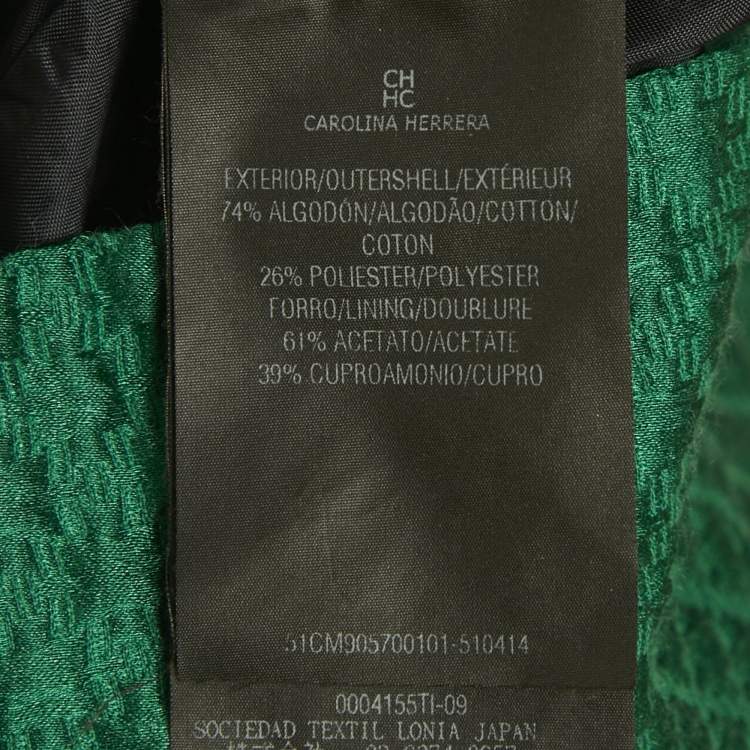 CH
HC
CAROLINA HERRERA
EXTERIOR/OUTERSHELL/EXTÉRIEUR
74% ALGODÓN/ALGODÃO/COTTON/
COTON
26% POLIESTER/POLYESTER
FORRO/LINING/DOUBLURE
61% ACETATO/ACETATE
39% CUPROAMONIO/CUPRO
51CM905700101-510414
0004155TI-09
SOCIEDAD TEXTIL LONIA JAPAN